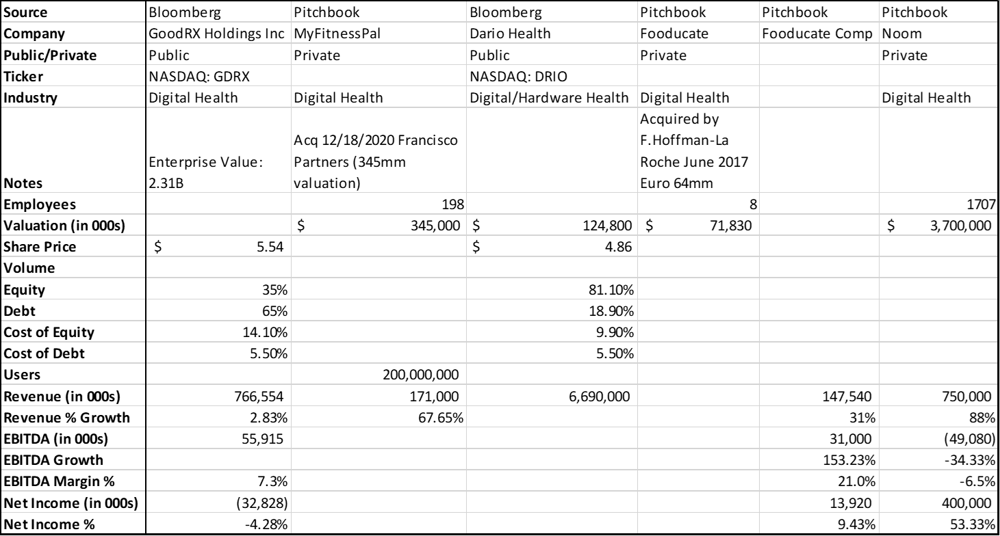 Source Bloomberg Pitchbook Bloomberg Pitchbook Pitchbook Pitchbook
Company GoodRX Holdings Inc MyFitnessPal Dario Health Fooducate Fooducate Comp Noom
Public/Private Public Private Public Private Private
Ticker NASDAQ: GDRX NASDAQ: DRIO
Industry Digital Health Digital Health Digital/Hardware Health Digital Health Digital Health
Acquired by
Acq 12/18/2020 Francisco F.Hoffman-La
Enterprise Value: Partners (345mm Roche June 2017
Notes 2.31B valuation) Euro 64mm
Employees 198 8 1707
Valuation (in 000s) $ 345,000 $ 124,800 $ 71,830 $ 3,700,000
Share Price $ 5.54 $ 4.86
Volume
Equity 35% 81.10%
Debt 65% 18.90%
Cost of Equity 14.10% 9.90%
Cost of Debt 5.50% 5.50%
Users 200,000,000
Revenue (in 000s) 766,554 171,000 6,690,000 147,540 750,000
Revenue % Growth 2.83% 67.65% 31% 88%
EBITDA (in 000s) 55,915 31,000 (49,080)
EBITDA Growth 153.23% -34.33%
EBITDA Margin % 7.3% 21.0% -6.5%
Net Income (in 000s) (32,828) 13,920 400,000
Net Income % -4.28% 9.43% 53.33%